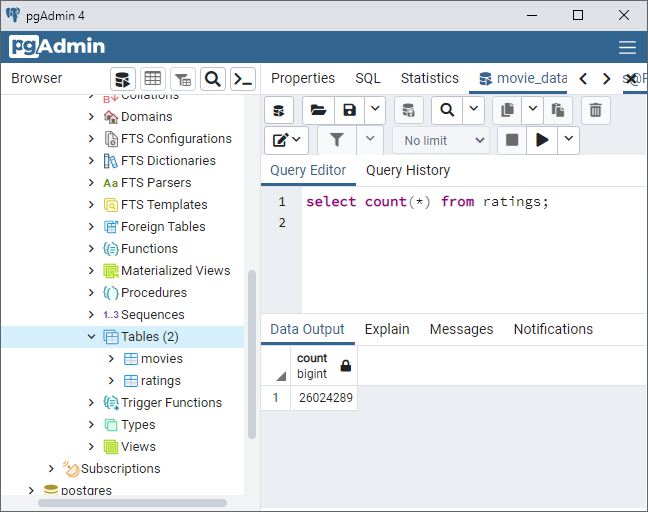 pgAdmin 4
pgAdmin
Browser
Properties SQL Statistics movie_data
Collations
Domains
FTS Configurations
FTS Dictionaries
Aa FTS Parsers
FTS Templates
Foreign Tables
Functions
Materialized Views
Procedures
1..3 Sequences
Tables (2)
movies
ratings
Trigger Functions
Types
Views
Subscriptions
postgres
No limit
Query Editor Query History
1 select count(*) from ratings;
2
Data Output Explain Messages Notifications
count
bigint
1 26024289